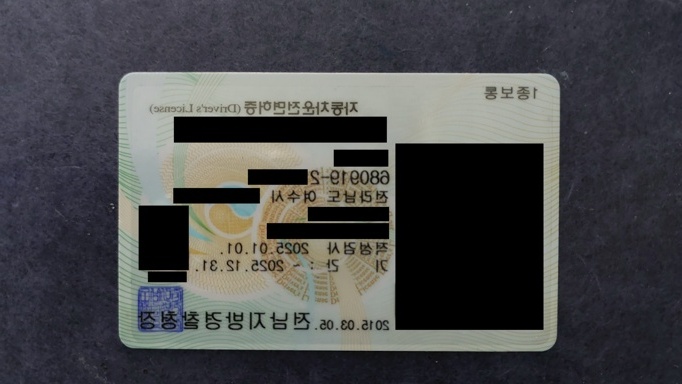 1종보통
자동차운전면허증 (Driver's License)
680919-2
전라남도 여수시
적성검사 2025.01.01.
기 간 : ~ 2025.12.31.
2015.03.05. 전남지방경찰청장